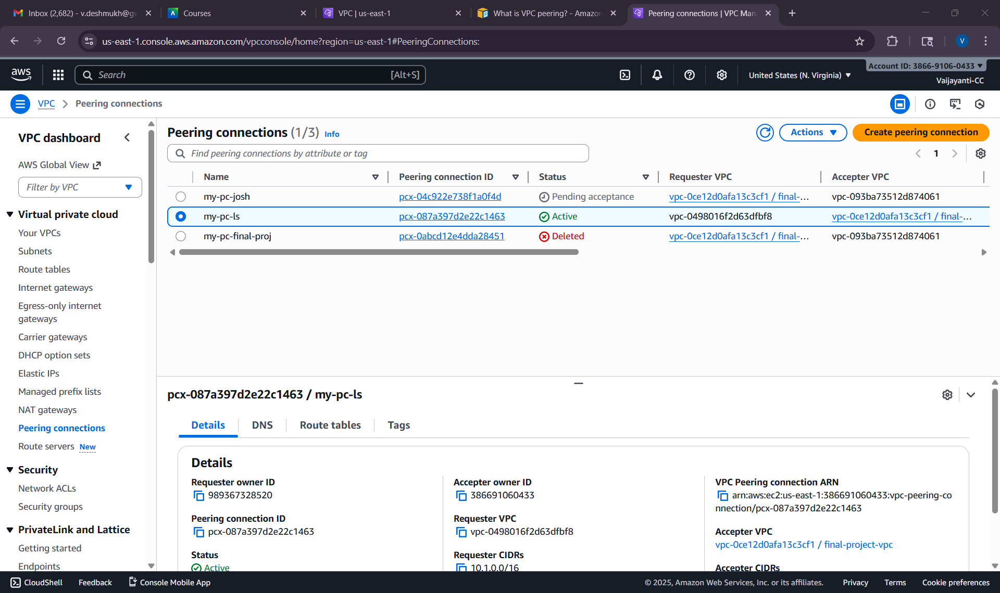 Inbox (2,682) - v.deshmukh@gw
Courses
VPC | us-east-1
What is VPC peering? - Amazon
Peering connections | VPC Man
us-east-1.console.aws.amazon.com/vpcconsole/home?region=us-east-1#PeeringConnections:
V
aws
Search
[Alt+S]
United States (N. Virginia)
Account ID: 3866-9106-0433
Vaijayanti-CC
VPC
Peering connections
VPC dashboard
AWS Global View
Filter by VPC
Virtual private cloud
Your VPCs
Subnets
Route tables
Internet gateways
Egress-only internet
gateways
Carrier gateways
DHCP option sets
Elastic IPs
Managed prefix lists
NAT gateways
Peering connections
Route servers New
Security
Network ACLs
Security groups
PrivateLink and Lattice
Getting started
Endpoints
Peering connections (1/3) Info
Actions
Create peering connection
Find peering connections by attribute or tag
1
Name Peering connection ID Status Requester VPC Accepter VPC
my-pc-josh pcx-04c922e738f1a0f4d Pending acceptance vpc-0ce12d0afa13c3cf1 / final-... vpc-093ba73512d874061
my-pc-ls pcx-087a397d2e22c1463 Active vpc-0498016f2d63dfbf8 vpc-0ce12d0afa13c3cf1 / final-...
my-pc-final-proj pcx-0abcd12e4dda28451 Deleted vpc-0ce12d0afa13c3cf1 / final-... vpc-093ba73512d874061
pcx-087a397d2e22c1463 / my-pc-ls
Details DNS Route tables Tags
Details
Requester owner ID
989367328520
Peering connection ID
pcx-087a397d2e22c1463
Status
Active
Accepter owner ID
386691060433
Requester VPC
vpc-0498016f2d63dfbf8
Requester CIDRs
10.1.0.0/16
VPC Peering connection ARN
arn:aws:ec2:us-east-1:386691060433:vpc-peering-co
nnection/pcx-087a397d2e22c1463
Accepter VPC
vpc-0ce12d0afa13c3cf1 / final-project-vpc
Accepter CIDRs
CloudShell
Feedback
Console Mobile App
© 2025, Amazon Web Services, Inc. or its affiliates.
Privacy
Terms
Cookie preferences